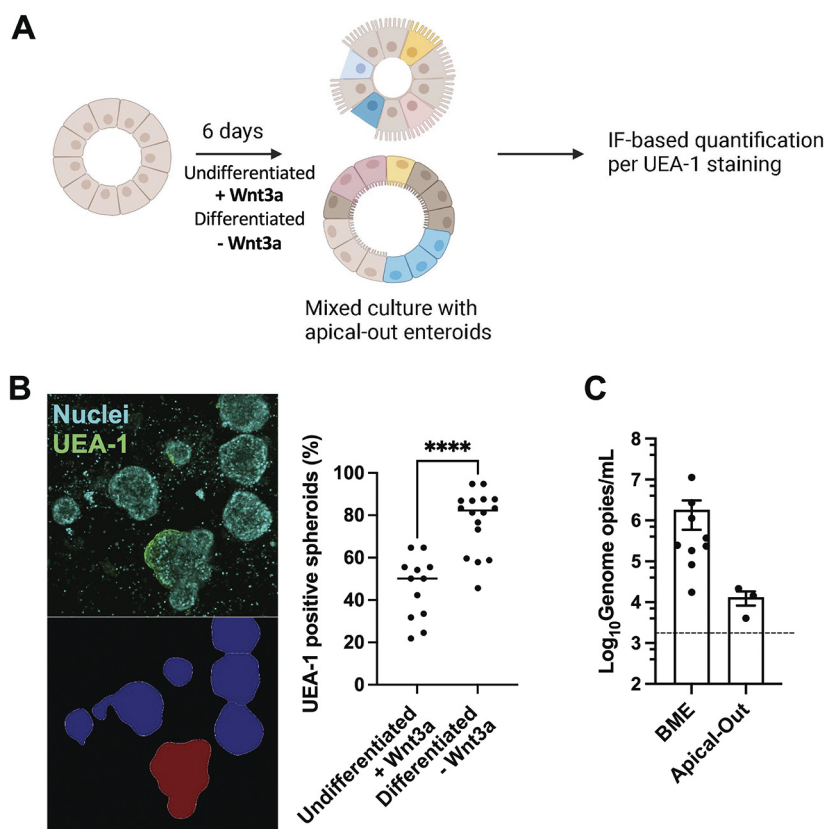 A
6 days
Undifferentiated
+ Wnt3a
Differentiated
- Wnt3a
Mixed culture with
apical-out enteroids
IF-based quantification
per UEA-1 staining
B
Nuclei
UEA-1
UEA-1 positive spheroids (%)
100
80
60
40
20
0
****
Undifferentiated
+ Wnt3a
Differentiated
- Wnt3a
C
Log10Genome opies/mL
8
7
6
5
4
3
2
BME
Apical-Out